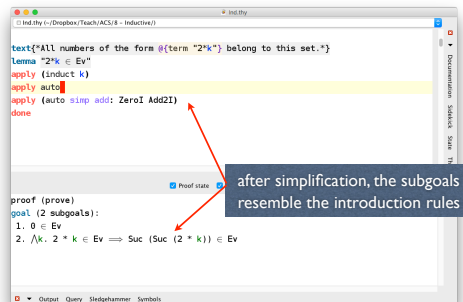 Ind.thy
Ind.thy (~/Dropbox/Teach/ACS/8 - Inductive/)
text{*All numbers of the form @{term "2*k"} belong to this set.*}
lemma "2*k ∈ Ev"
apply (induct k)
apply auto
apply (auto simp add: ZeroI Add2I)
done
Documentation
Sidekick
State
Proof state
after simplification, the subgoals
resemble the introduction rules
proof (prove)
goal (2 subgoals):
1. 0 ∈ Ev
2. ⋀k. 2 * k ∈ Ev ⟹ Suc (Suc (2 * k)) ∈ Ev
Output Query Sledgehammer Symbols